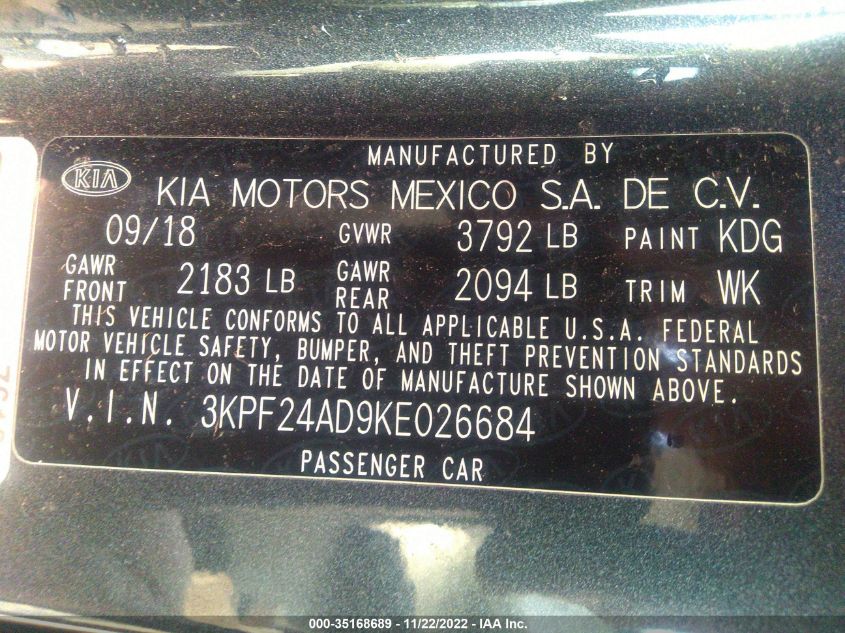 MANUFACTURED BY
KIA KIA MOTORS MEXICO S.A. DE C.V.
09/18 GVWR 3792 LB PAINT KDG
GAWR FRONT 2183 LB GAWR REAR 2094 LB TRIM WK
THIS VEHICLE CONFORMS TO ALL APPLICABLE U.S.A. FEDERAL
MOTOR VEHICLE SAFETY, BUMPER, AND THEFT PREVENTION STANDARDS
IN EFFECT ON THE DATE OF MANUFACTURE SHOWN ABOVE.
V.I.N. 3KPF24AD9KE026684
PASSENGER CAR
000-35168689 - 11/22/2022 - IAA Inc.